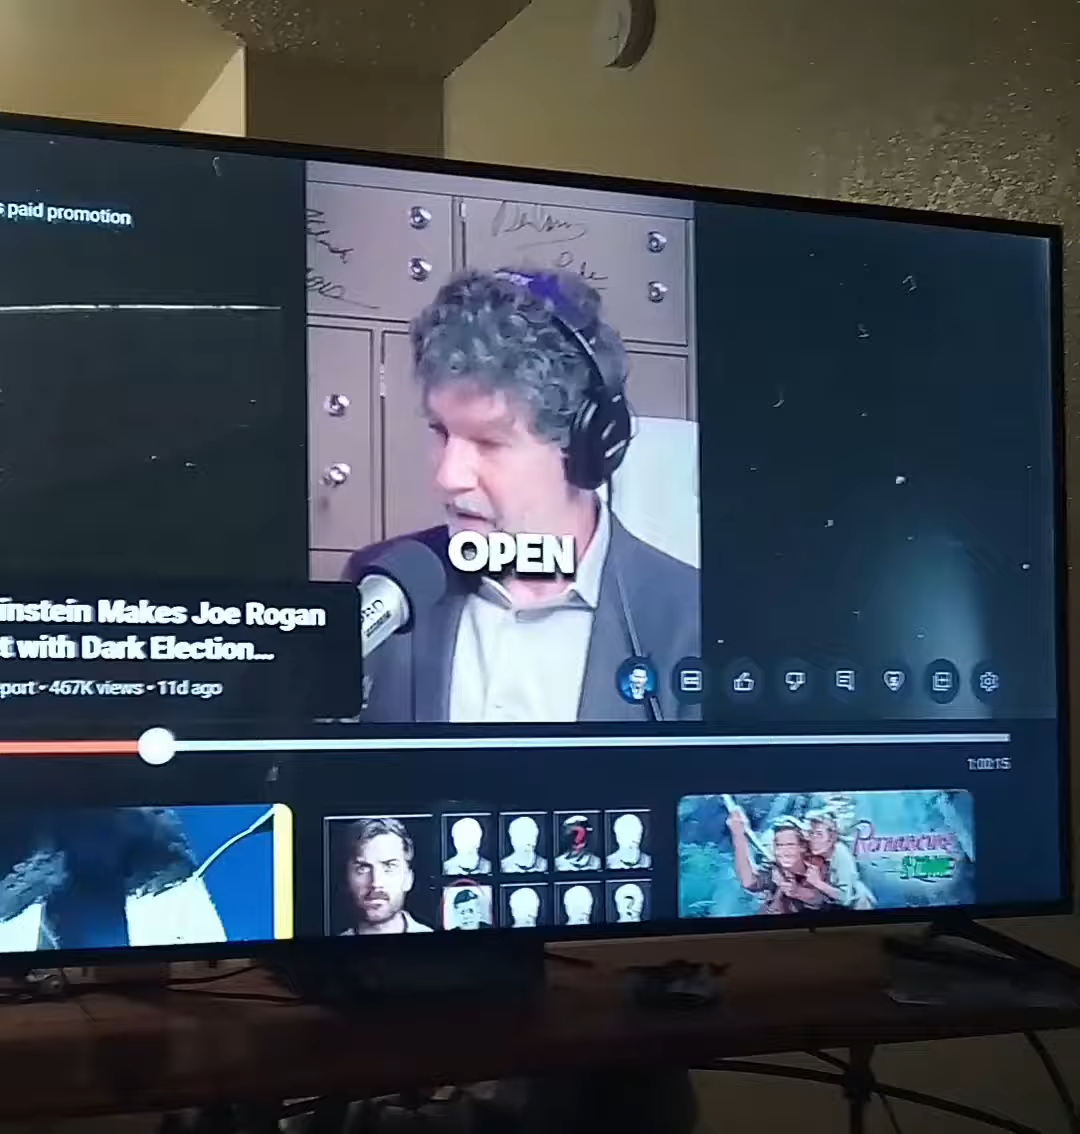 s paid promotion
OPEN
instein Makes Joe Rogan
t with Dark Election...
port • 467K views • 11d ago
1:00:15
Romancing
?
?